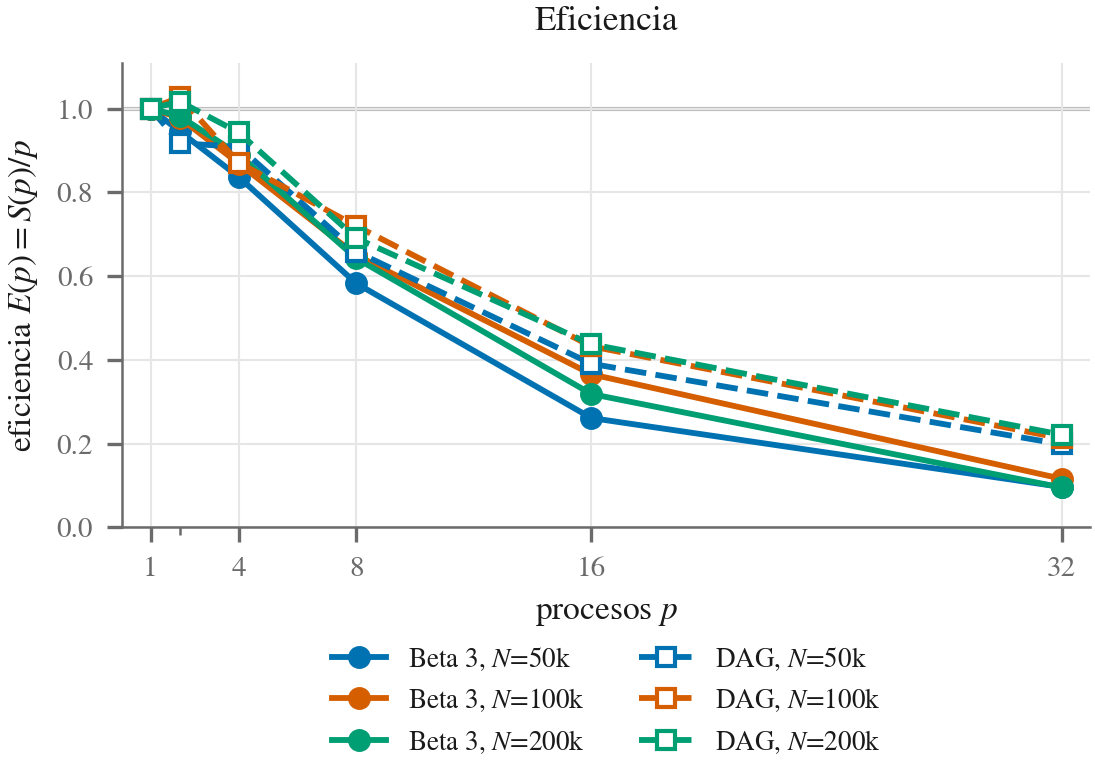 Eficiencia
eficiencia E(p) = S(p)/p
1.0
0.8
0.6
0.4
0.2
0.0
1 4 8 16 32
procesos p
Beta 3, N=50k DAG, N=50k
Beta 3, N=100k DAG, N=100k
Beta 3, N=200k DAG, N=200k